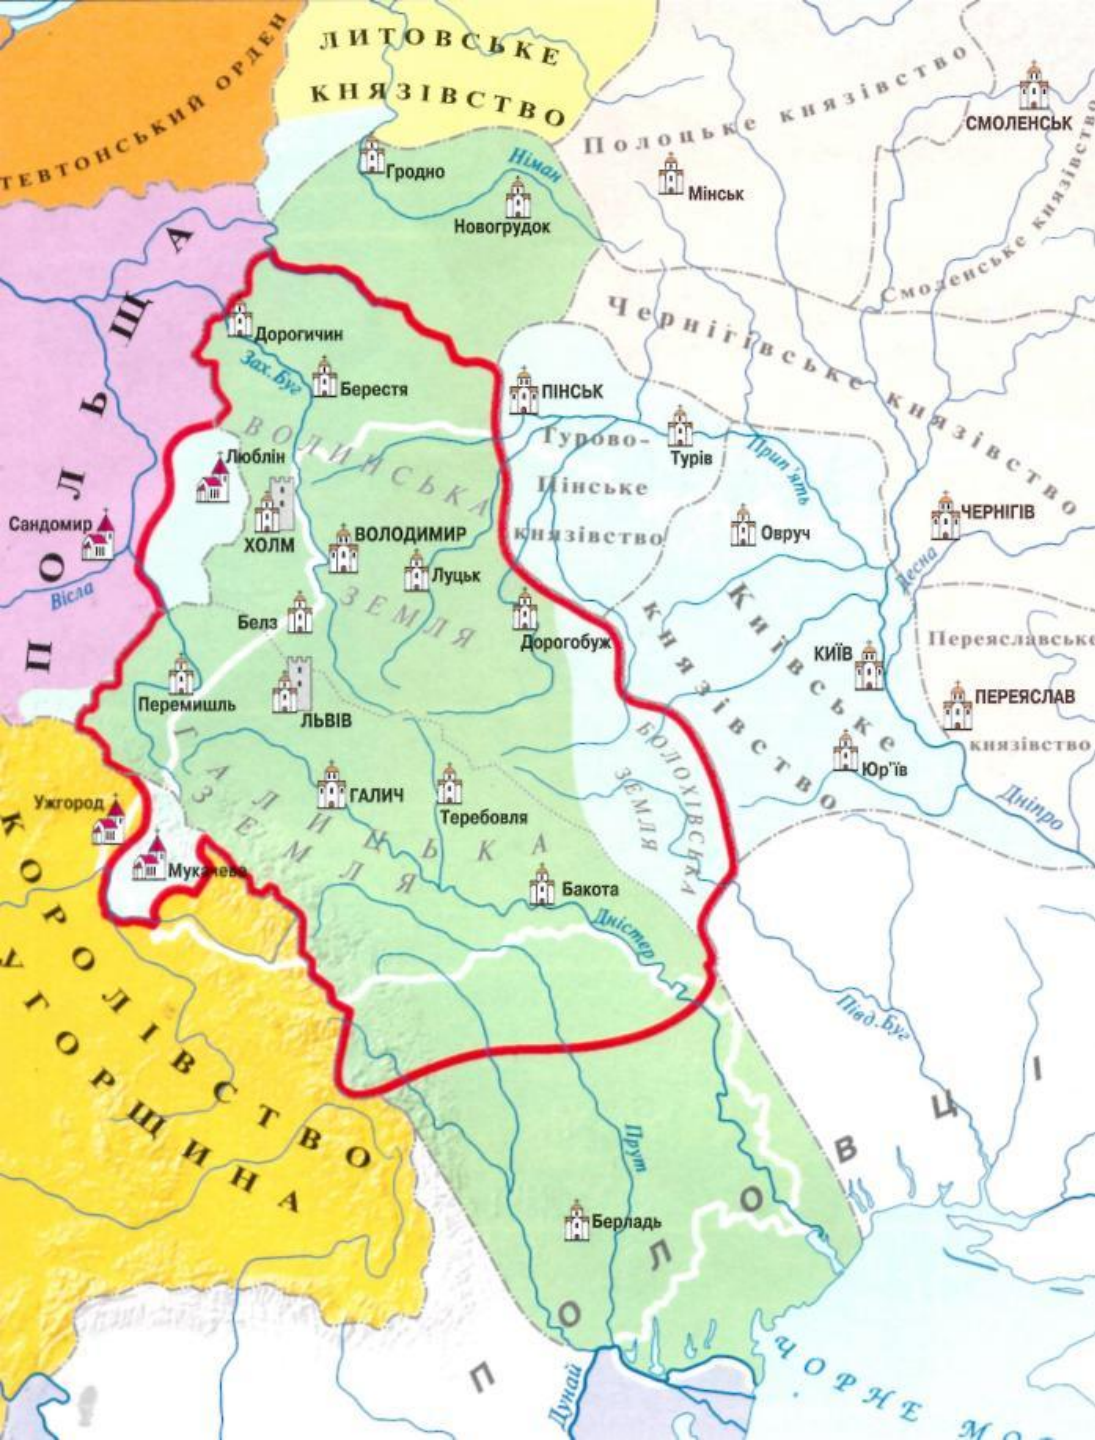 ТЕВТОНСЬКИЙ ОРДЕН
ЛИТОВСЬКЕ
КНЯЗІВСТВО
Полоцьке князівство
СМОЛЕНСЬК
Смоленське князівство
Гродно
Німан
Новогрудок
Мінськ
Чернігівське князівство
ПОЛЬЩА
Дорогичин
Зах.Буг
Берестя
ПІНСЬК
Турово-
Пінське
князівство
Турів
Прип'ять
ВОЛИНСЬКА
ЗЕМЛЯ
Люблін
Сандомир
Вісла
ХОЛМ
ВОЛОДИМИР
Луцьк
Овруч
ЧЕРНІГІВ
Десна
Белз
Дорогобуж
Київське
князівство
КИЇВ
Переяславське
князівство
ПЕРЕЯСЛАВ
Перемишль
ЛЬВІВ
БОЛОХІВСЬКА
ЗЕМЛЯ
Юр'їв
Дніпро
Ужгород
Мукачева
ГАЛИЦЬКА
ЗЕМЛЯ
ГАЛИЧ
Теребовля
Бакота
Дністер
Півд.Буг
КОРОЛІВСТВО
УГОРЩИНА
Прут
Берладь
ПОЛОВЦІ
Дунай
ЧОРНЕ МО